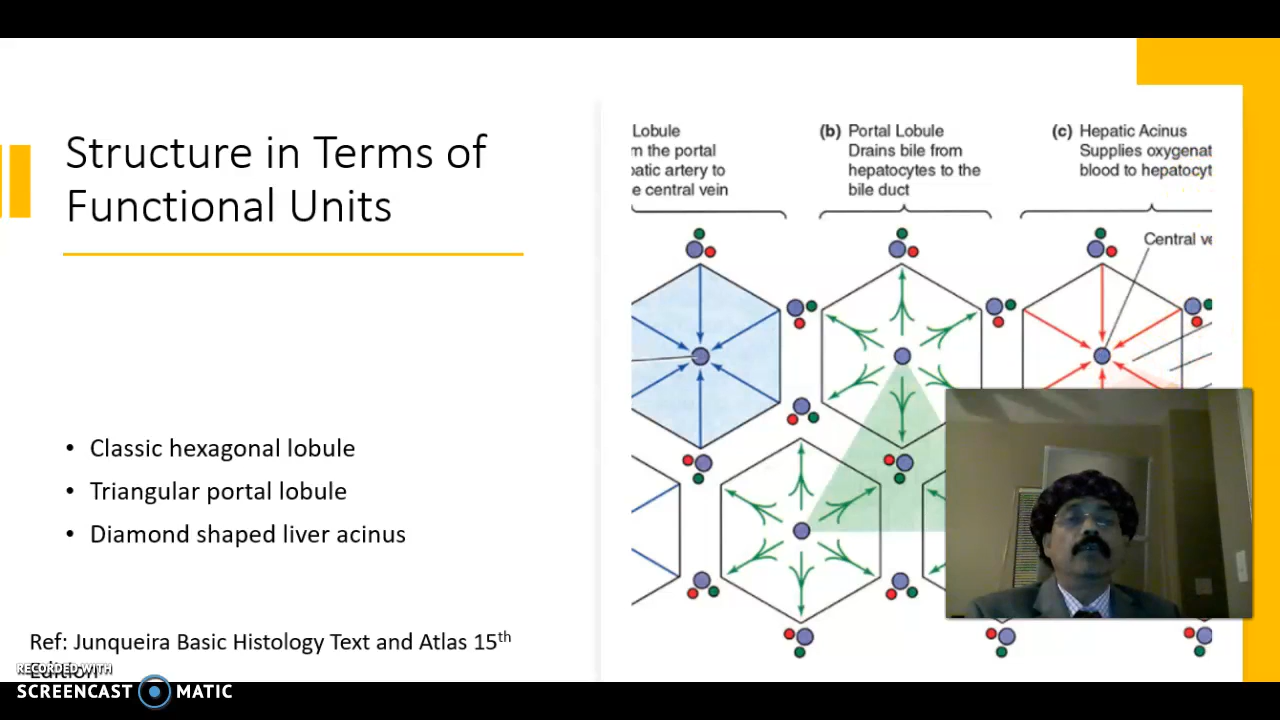 Structure in Terms of
Functional Units
• Classic hexagonal lobule
• Triangular portal lobule
• Diamond shaped liver acinus
Ref: Junqueira Basic Histology Text and Atlas 15th
Edition
Lobule
m the portal
patic artery to
e central vein
(b) Portal Lobule
Drains bile from
hepatocytes to the
bile duct
(c) Hepatic Acinus
Supplies oxygenat
blood to hepatocyt
Central ve
RECORDED WITH
SCREENCAST MATIC